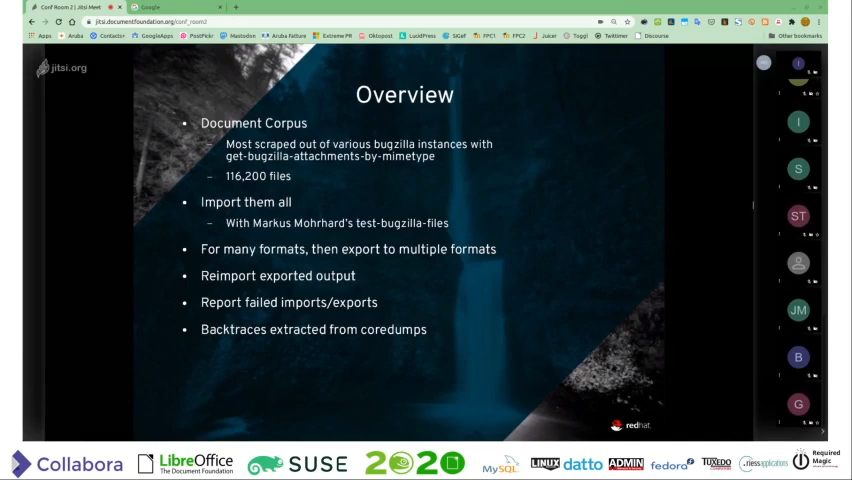 Conf Room 2 | Jitsi Meet
Google
jitsi.documentfoundation.org/conf_room2
Apps Aruba Contacts+ GoogleApps PostPickr Mastodon Aruba Fatture Extreme PR Oktopost LucidPress SIGeF FPC1 FPC2 Juicer Toggl Twittimer Discourse Other bookmarks
jitsi.org
Overview
• Document Corpus
– Most scraped out of various bugzilla instances with
get-bugzilla-attachments-by-mimetype
– 116,200 files
• Import them all
– With Markus Mohrhard's test-bugzilla-files
• For many formats, then export to multiple formats
• Reimport exported output
• Report failed imports/exports
• Backtraces extracted from coredumps
redhat
I
I
S
ST
JM
B
G
Collabora
LibreOffice
The Document Foundation
SUSE
2020
MySQL
LINUX
datto
ADMIN
fedora
TUXEDO
riessapplications
Required
Magic